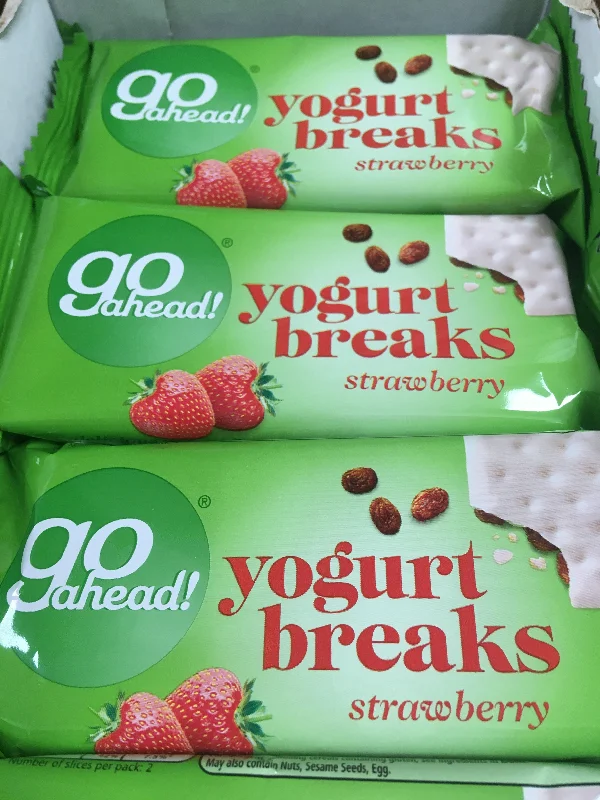 go
ahead!®
yogurt
breaks
strawberry
go
ahead!®
yogurt
breaks
strawberry
go
ahead!®
yogurt
breaks
strawberry
Number of slices per pack: 2
May also contain Nuts, Sesame Seeds, Egg.